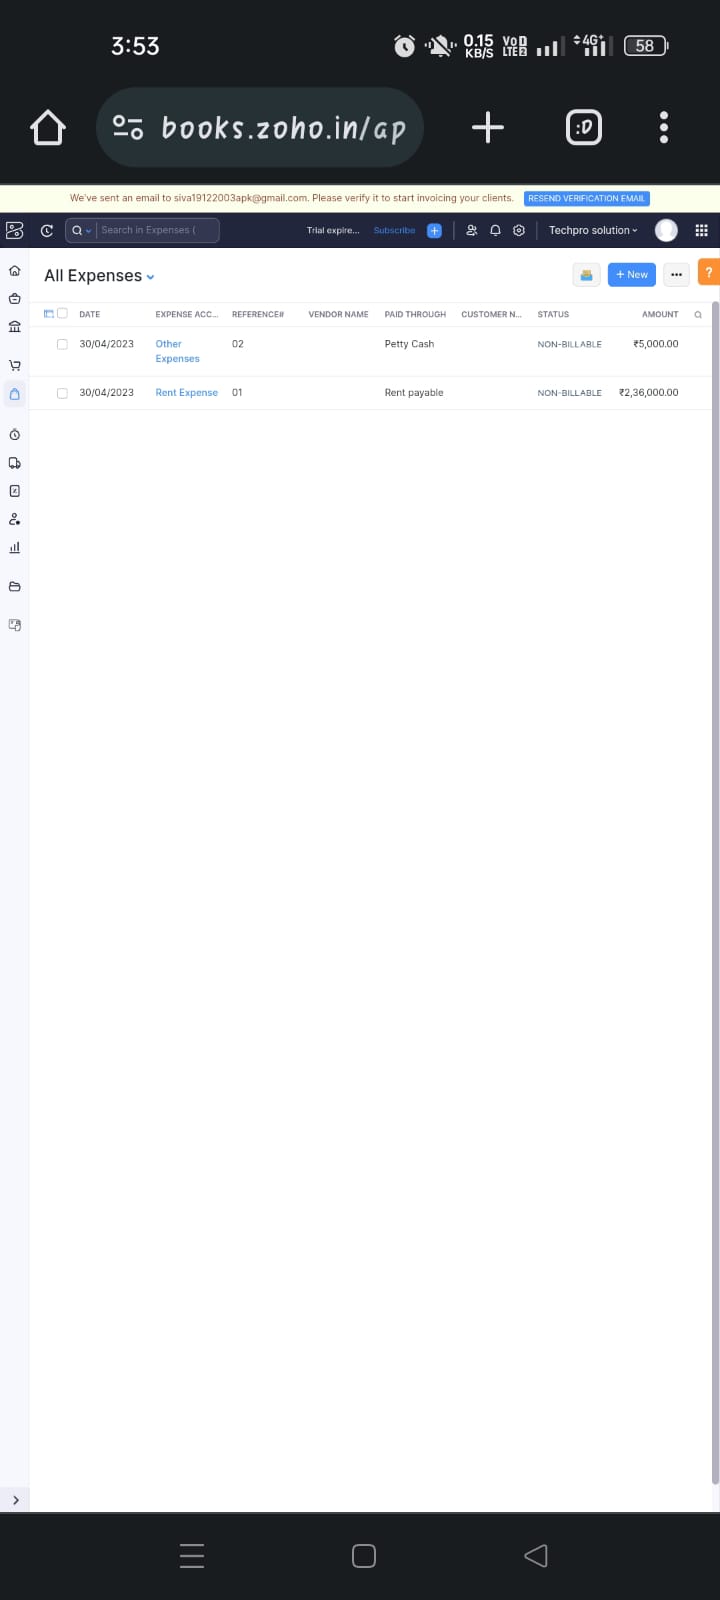 3:53
0.15 KB/S
VoD LTE2
4G+
58
books.zoho.in/ap
:D
We've sent an email to siva19122003apk@gmail.com. Please verify it to start invoicing your clients. RESEND VERIFICATION EMAIL
Search in Expenses (
Trial expire... Subscribe
Techpro solution
All Expenses
+ New
?
DATE EXPENSE ACC... REFERENCE# VENDOR NAME PAID THROUGH CUSTOMER N... STATUS AMOUNT
30/04/2023 Other Expenses 02 Petty Cash NON-BILLABLE ₹5,000.00
30/04/2023 Rent Expense 01 Rent payable NON-BILLABLE ₹2,36,000.00